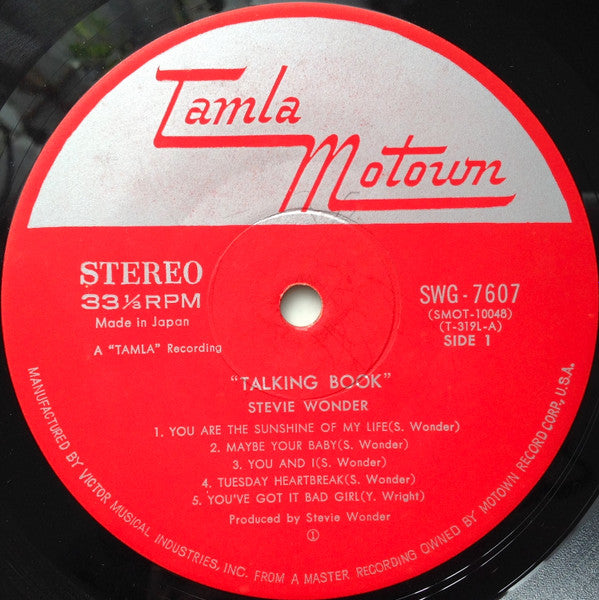 Tamla
Motown
STEREO
33⅓RPM
Made in Japan
A "TAMLA" Recording
SWG-7607
(SMOT-10048)
(T-319L-A)
SIDE 1
"TALKING BOOK"
STEVIE WONDER
1. YOU ARE THE SUNSHINE OF MY LIFE(S. Wonder)
2. MAYBE YOUR BABY(S. Wonder)
3. YOU AND I(S. Wonder)
4. TUESDAY HEARTBREAK(S. Wonder)
5. YOU'VE GOT IT BAD GIRL(Y. Wright)
Produced by Stevie Wonder
①
MANUFACTURED BY VICTOR MUSICAL INDUSTRIES, INC. FROM A MASTER RECORDING OWNED BY MOTOWN RECORD CORP., U.S.A.